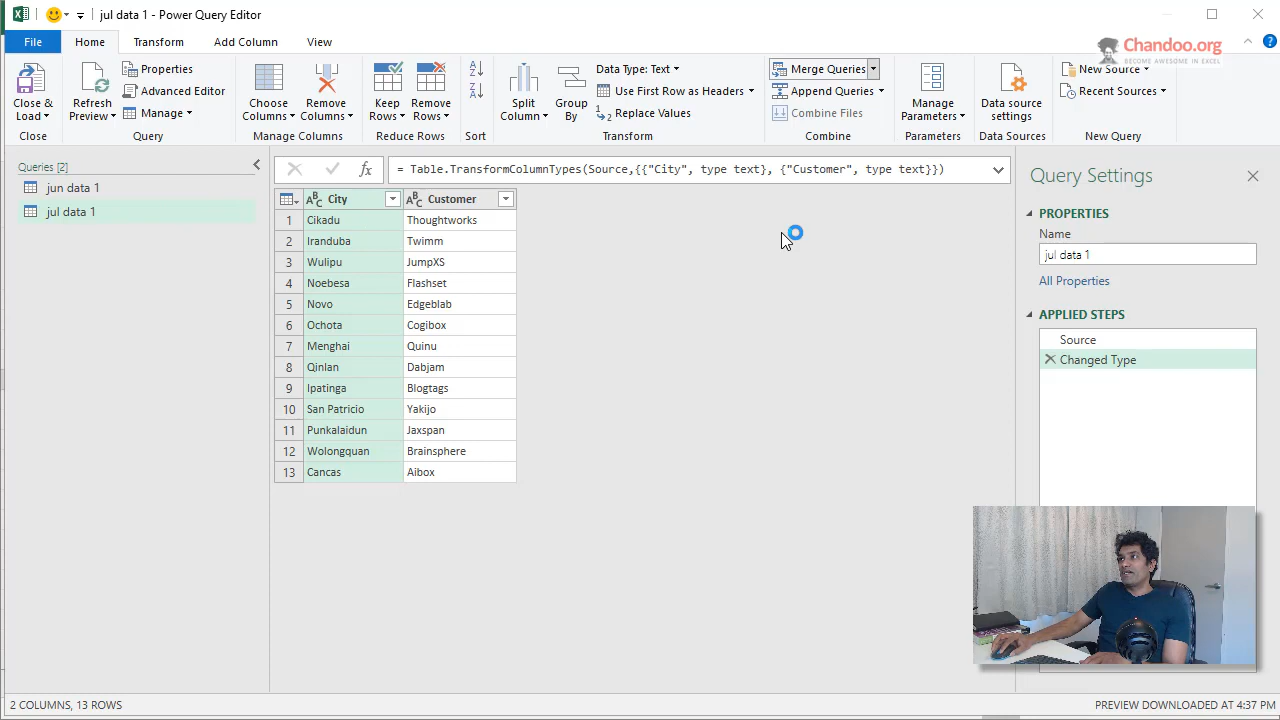 jul data 1 - Power Query Editor
File Home Transform Add Column View
Chandoo.org
BECOME AWESOME IN EXCEL
Close & Load
Close
Refresh Preview
Properties
Advanced Editor
Manage
Query
Choose Columns
Remove Columns
Manage Columns
Keep Rows
Remove Rows
Reduce Rows
Sort
Split Column
Group By
Data Type: Text
Use First Row as Headers
Replace Values
Transform
Merge Queries
Append Queries
Combine Files
Combine
Manage Parameters
Parameters
Data source settings
Data Sources
New Source
Recent Sources
New Query
Queries [2]
jun data 1
jul data 1
= Table.TransformColumnTypes(Source,{{"City", type text}, {"Customer", type text}})
City Customer
1 Cikadu Thoughtworks
2 Iranduba Twimm
3 Wulipu JumpXS
4 Noebesa Flashset
5 Novo Edgeblab
6 Ochota Cogibox
7 Menghai Quinu
8 Qinlan Dabjam
9 Ipatinga Blogtags
10 San Patricio Yakijo
11 Punkalaidun Jaxspan
12 Wolongquan Brainsphere
13 Cancas Aibox
Query Settings
PROPERTIES
Name
jul data 1
All Properties
APPLIED STEPS
Source
Changed Type
2 COLUMNS, 13 ROWS
PREVIEW DOWNLOADED AT 4:37 PM